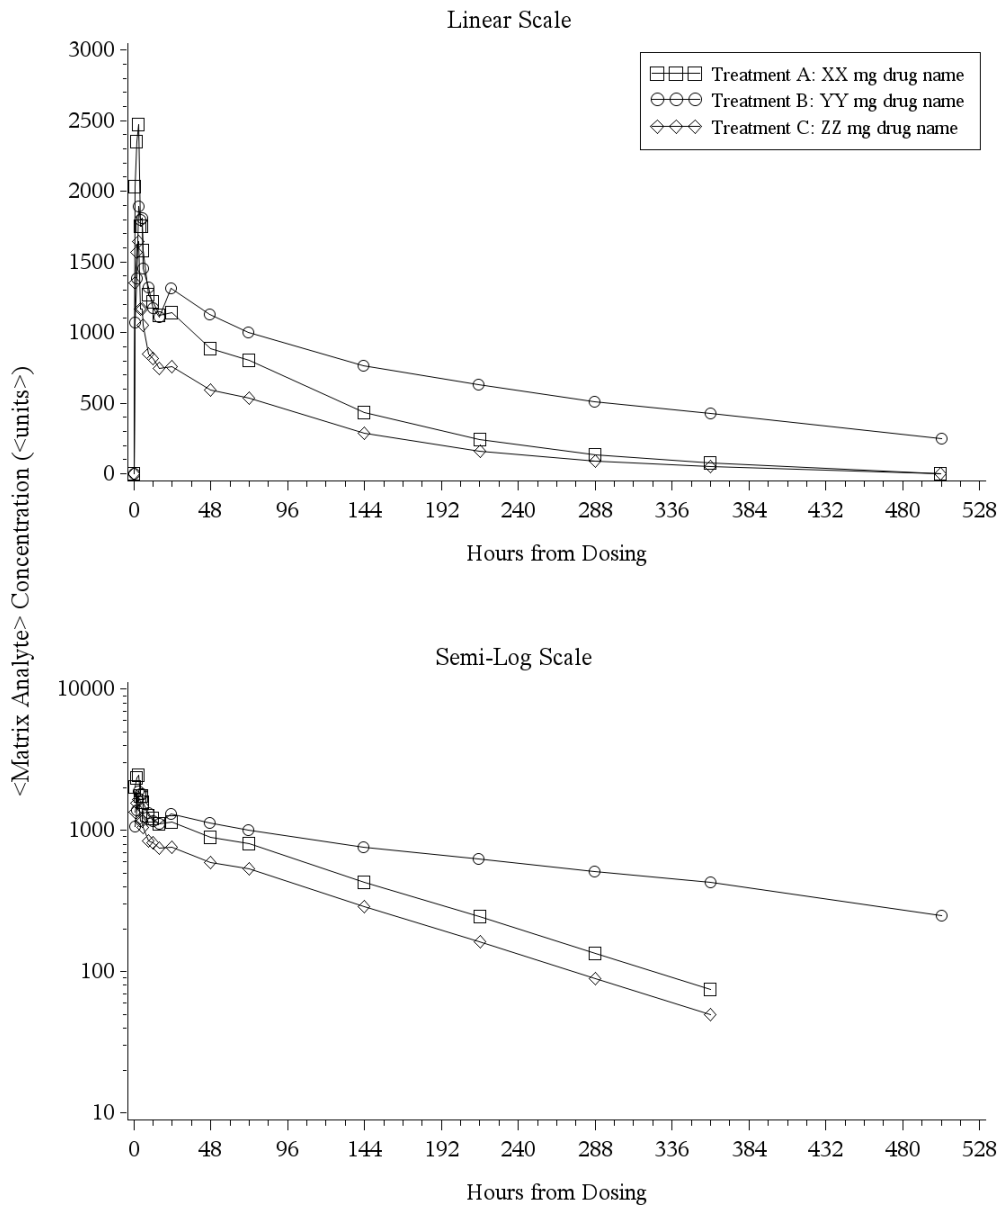 Linear Scale
3000
2500
2000
1500
1000
500
0
Treatment A: XX mg drug name
Treatment B: YY mg drug name
Treatment C: ZZ mg drug name
0 48 96 144 192 240 288 336 384 432 480 528
Hours from Dosing
<Matrix Analyte> Concentration (<units>)
Semi-Log Scale
10000
1000
100
10
0 48 96 144 192 240 288 336 384 432 480 528
Hours from Dosing